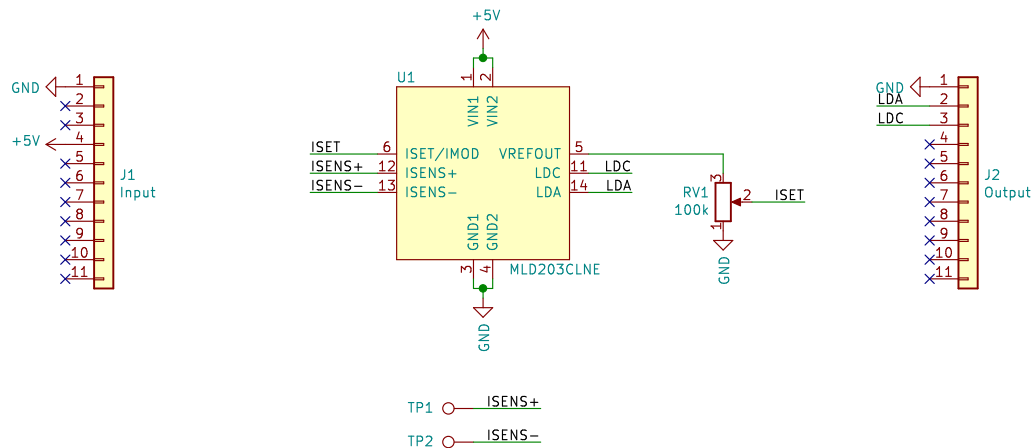 +5V
U1
1
2
VIN1
VIN2
GND
1
2
3
+5V
4
5
6
7
8
9
10
11
J1
Input
ISET
6
ISET/IMOD
ISENS+
12
ISENS+
ISENS-
13
ISENS-
VREFOUT
5
LDC
11
LDC
LDA
14
LDA
GND1
GND2
3
4
MLD203CLNE
GND
RV1
100k
3
2
1
ISET
GND
GND
1
LDA
2
LDC
3
4
5
6
7
8
9
10
11
J2
Output
TP1
ISENS+
TP2
ISENS-